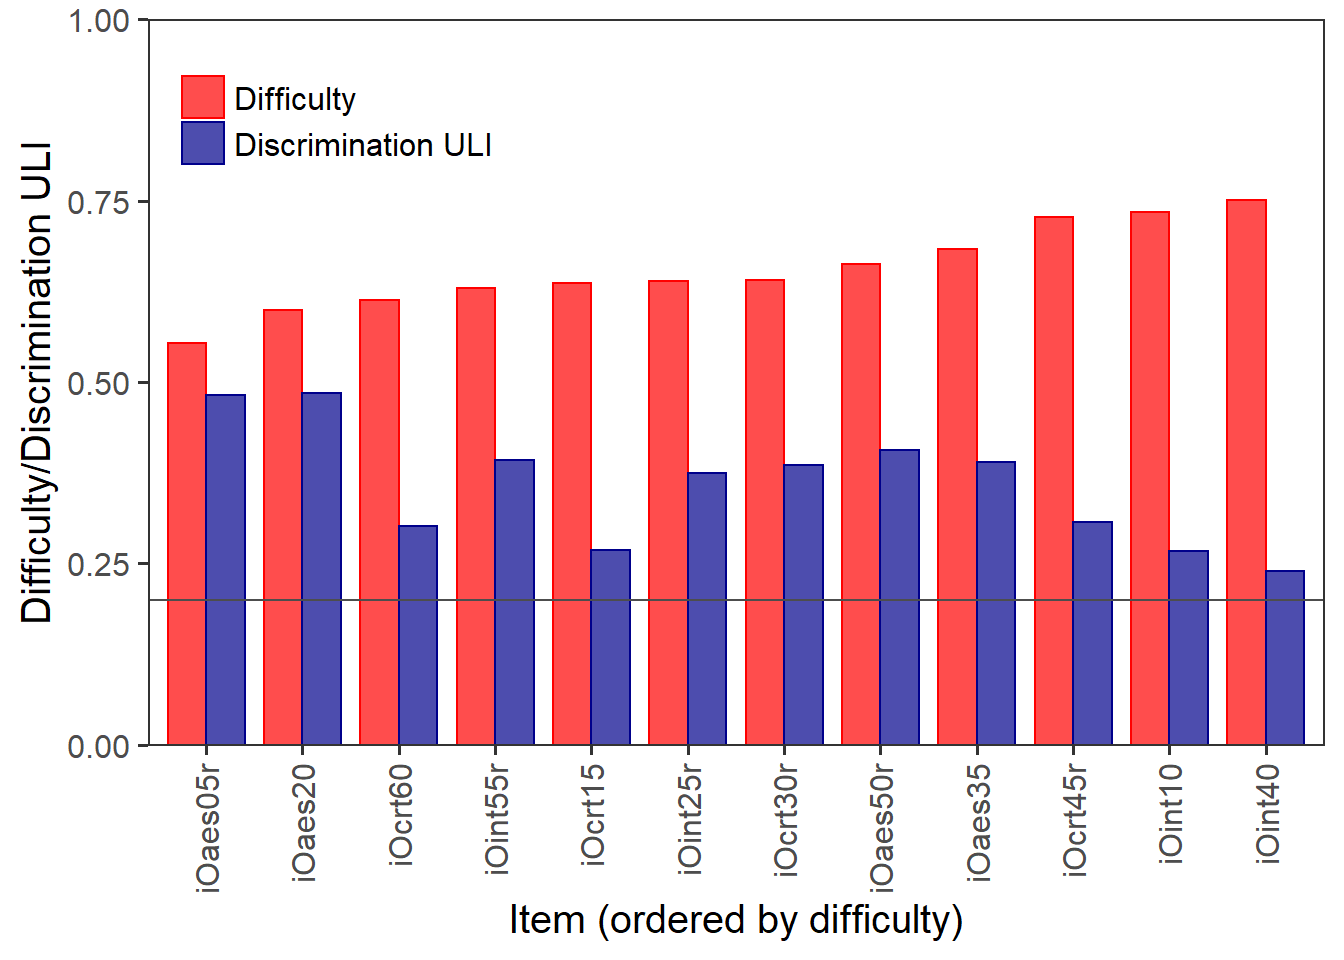 Difficulty/Discrimination ULI
1.00
0.75
0.50
0.25
0.00
Difficulty
Discrimination ULI
iOaes05r
iOaes20
iOcrt60
iOint55r
iOcrt15
iOint25r
iOcrt30r
iOaes50r
iOaes35
iOcrt45r
iOint10
iOint40
Item (ordered by difficulty)